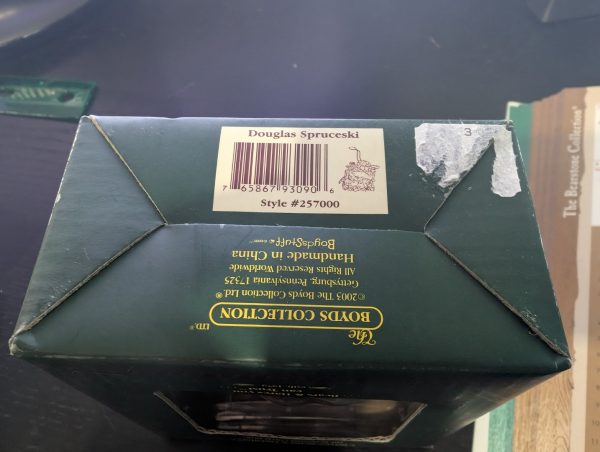 Douglas Spruceski
7 65867 93090 6
Style #257000
3
The
BOYDS COLLECTION
LTD.®
©2003 The Boyds Collection Ltd.®
Gettysburg, Pennsylvania 17325
All Rights Reserved Worldwide
Handmade in China
BoydsStuff.com™
The Bearstone Collection®